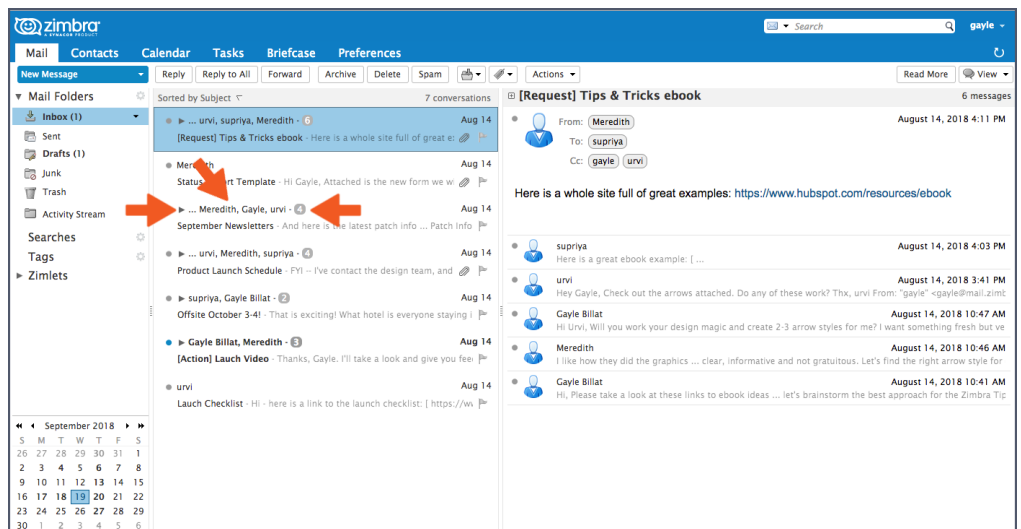 zimbra
A SYNACOR PRODUCT
Search
gayle
Mail Contacts Calendar Tasks Briefcase Preferences
New Message
Reply Reply to All Forward Archive Delete Spam Actions Read More View
Mail Folders
Inbox (1)
Sent
Drafts (1)
Junk
Trash
Activity Stream
Searches
Tags
Zimlets
September 2018
S M T W T F S
26 27 28 29 30 31 1
2 3 4 5 6 7 8
9 10 11 12 13 14 15
16 17 18 19 20 21 22
23 24 25 26 27 28 29
30 1 2 3 4 5 6
Sorted by Subject 7 conversations
... urvi, supriya, Meredith - 6 Aug 14
[Request] Tips & Tricks ebook - Here is a whole site full of great e:
Meredith Aug 14
Status Template - Hi Gayle, Attached is the new form we w
... Meredith, Gayle, urvi - 4 Aug 14
September Newsletters - And here is the latest patch info ... Patch Info
... urvi, Meredith, supriya - 4 Aug 14
Product Launch Schedule - FYI -- I've contact the design team, and
supriya, Gayle Billat - 2 Aug 14
Offsite October 3-4! - That is exciting! What hotel is everyone staying i
Gayle Billat, Meredith - 3 Aug 14
[Action] Lauch Video - Thanks, Gayle. I'll take a look and give you feed
urvi Aug 14
Lauch Checklist - Hi - here is a link to the launch checklist: [ https://w
[Request] Tips & Tricks ebook 6 messages
From: Meredith August 14, 2018 4:11 PM
To: supriya
Cc: gayle urvi
Here is a whole site full of great examples: https://www.hubspot.com/resources/ebook
supriya August 14, 2018 4:03 PM
Here is a great ebook example: [ ...
urvi August 14, 2018 3:41 PM
Hey Gayle, Check out the arrows attached. Do any of these work? Thx, urvi From: "gayle" <gayle@mail.zimb
Gayle Billat August 14, 2018 10:47 AM
Hi Urvi, Will you work your design magic and create 2-3 arrow styles for me? I want something fresh but ve
Meredith August 14, 2018 10:46 AM
I like how they did the graphics ... clear, informative and not gratuitous. Let's find the right arrow style for
Gayle Billat August 14, 2018 10:41 AM
Hi, Please take a look at these links to ebook ideas ... let's brainstorm the best approach for the Zimbra Tip